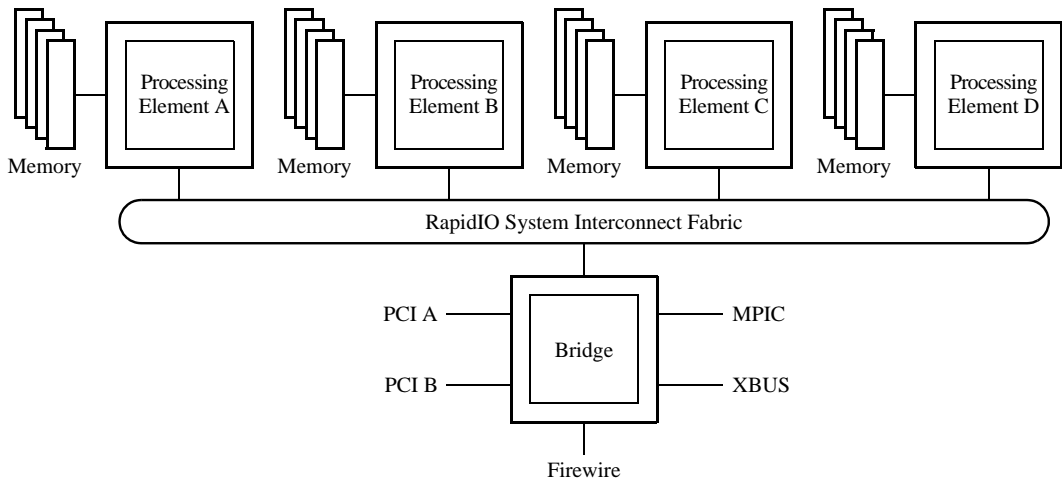 Processing
Element A
Processing
Element B
Processing
Element C
Processing
Element D
Memory
Memory
Memory
Memory
RapidIO System Interconnect Fabric
PCI A
MPIC
Bridge
PCI B
XBUS
Firewire